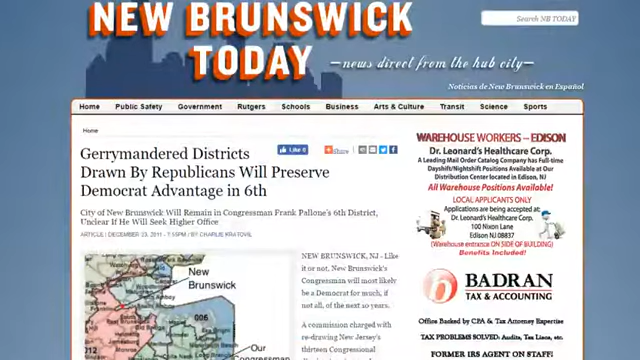 NEW BRUNSWICK
TODAY
—news direct from the hub city—
Search NB TODAY
Noticias de New Brunswick en Español
Home Public Safety Government Rutgers Schools Business Arts & Culture Transit Science Sports
Home
Gerrymandered Districts
Drawn By Republicans Will Preserve
Democrat Advantage in 6th
Like 6
Share
City of New Brunswick Will Remain in Congressman Frank Pallone's 6th District,
Unclear If He Will Seek Higher Office
ARTICLE | DECEMBER 23, 2011 - 7:15PM | BY CHARLIE KRATOVIL
New
Brunswick
006
012
Our
Congressman
NEW BRUNSWICK, NJ - Like
it or not, New Brunswick's
Congressman will most likely
be a Democrat for much, if
not all, of the next 10 years.
A commission charged with
re-drawing New Jersey's
thirteen Congressional
WAREHOUSE WORKERS – EDISON
Dr. Leonard's Healthcare Corp.
A Leading Mail Order Catalog Company has Full-time
Dayshift/Nightshift Positions Available at Our
Distribution Center located in Edison, NJ
All Warehouse Positions Available!
LOCAL APPLICANTS ONLY
Applications are being accepted at:
Dr. Leonard's Healthcare Corp.
100 Nixon Lane
Edison NJ 08837
(Warehouse entrance ON SIDE OF BUILDING)
Benefits Included!
BADRAN
TAX & ACCOUNTING
Office Backed by CPA & Tax Attorney Expertise
TAX PROBLEMS SOLVED: Audits, Tax Liens, etc.
FORMER IRS AGENT ON STAFF: